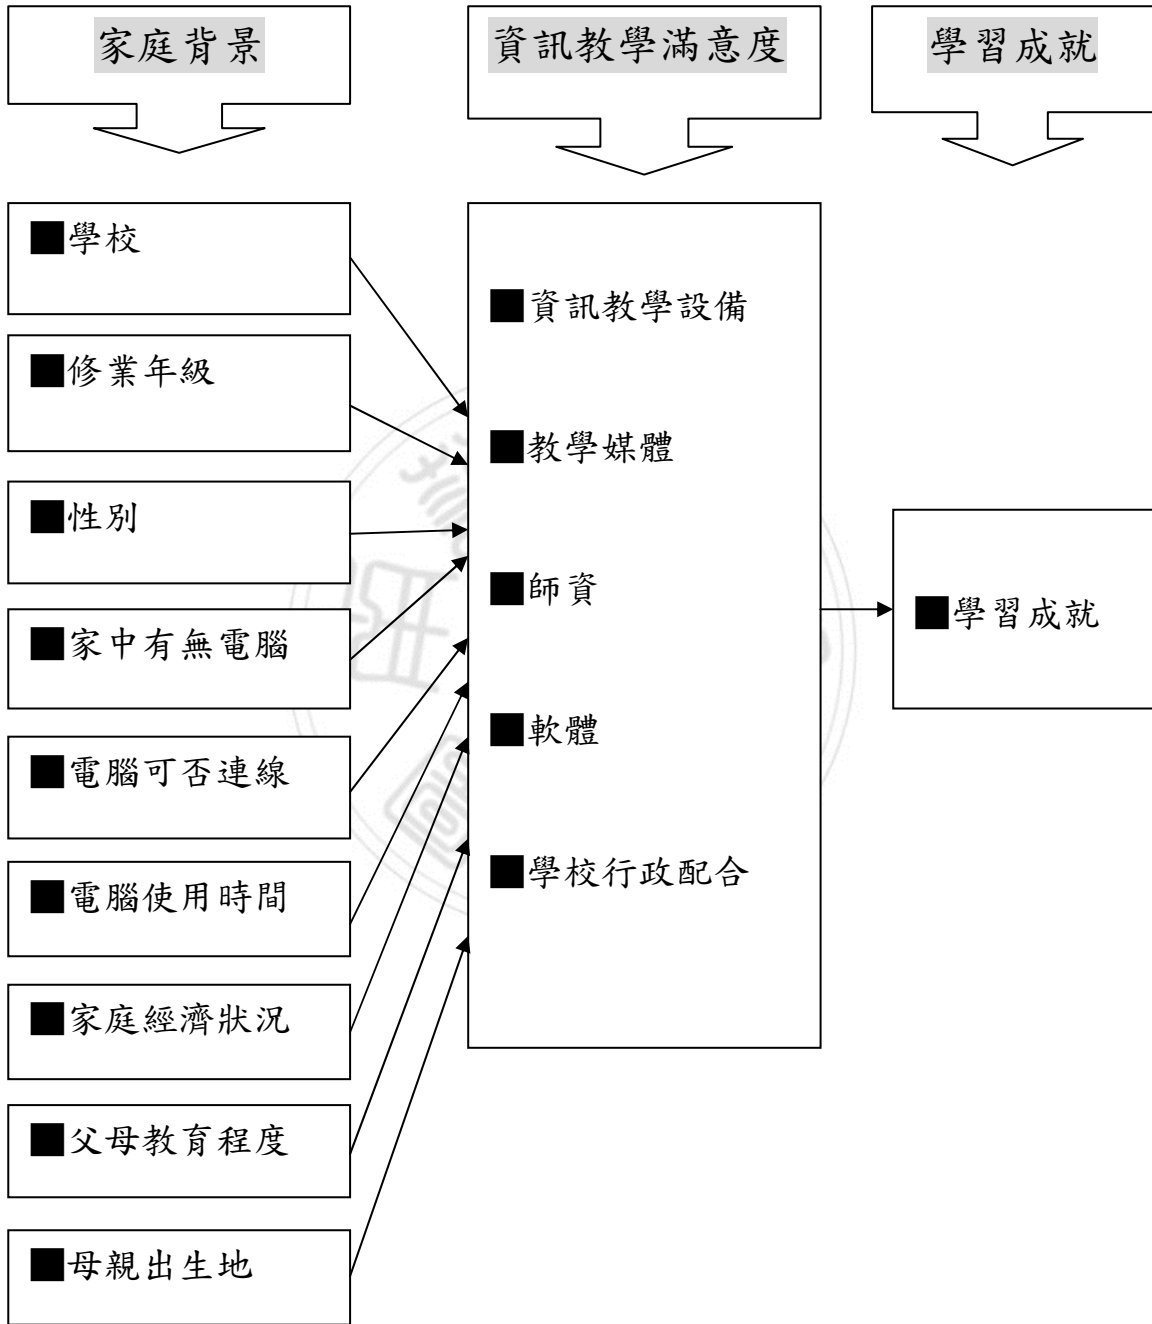 家庭背景
資訊教學滿意度
學習成就
■學校
■修業年級
■性別
■家中有無電腦
■電腦可否連線
■電腦使用時間
■家庭經濟狀況
■父母教育程度
■母親出生地
■資訊教學設備
■教學媒體
■師資
■軟體
■學校行政配合
■學習成就